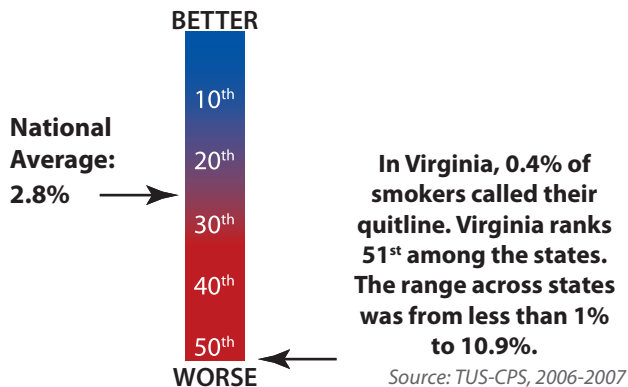 BETTER
10th
National
Average:
2.8%
20th
30th
40th
50th
WORSE
In Virginia, 0.4% of
smokers called their
quitline. Virginia ranks
51st among the states.
The range across states
was from less than 1%
to 10.9%.
Source: TUS-CPS, 2006-2007